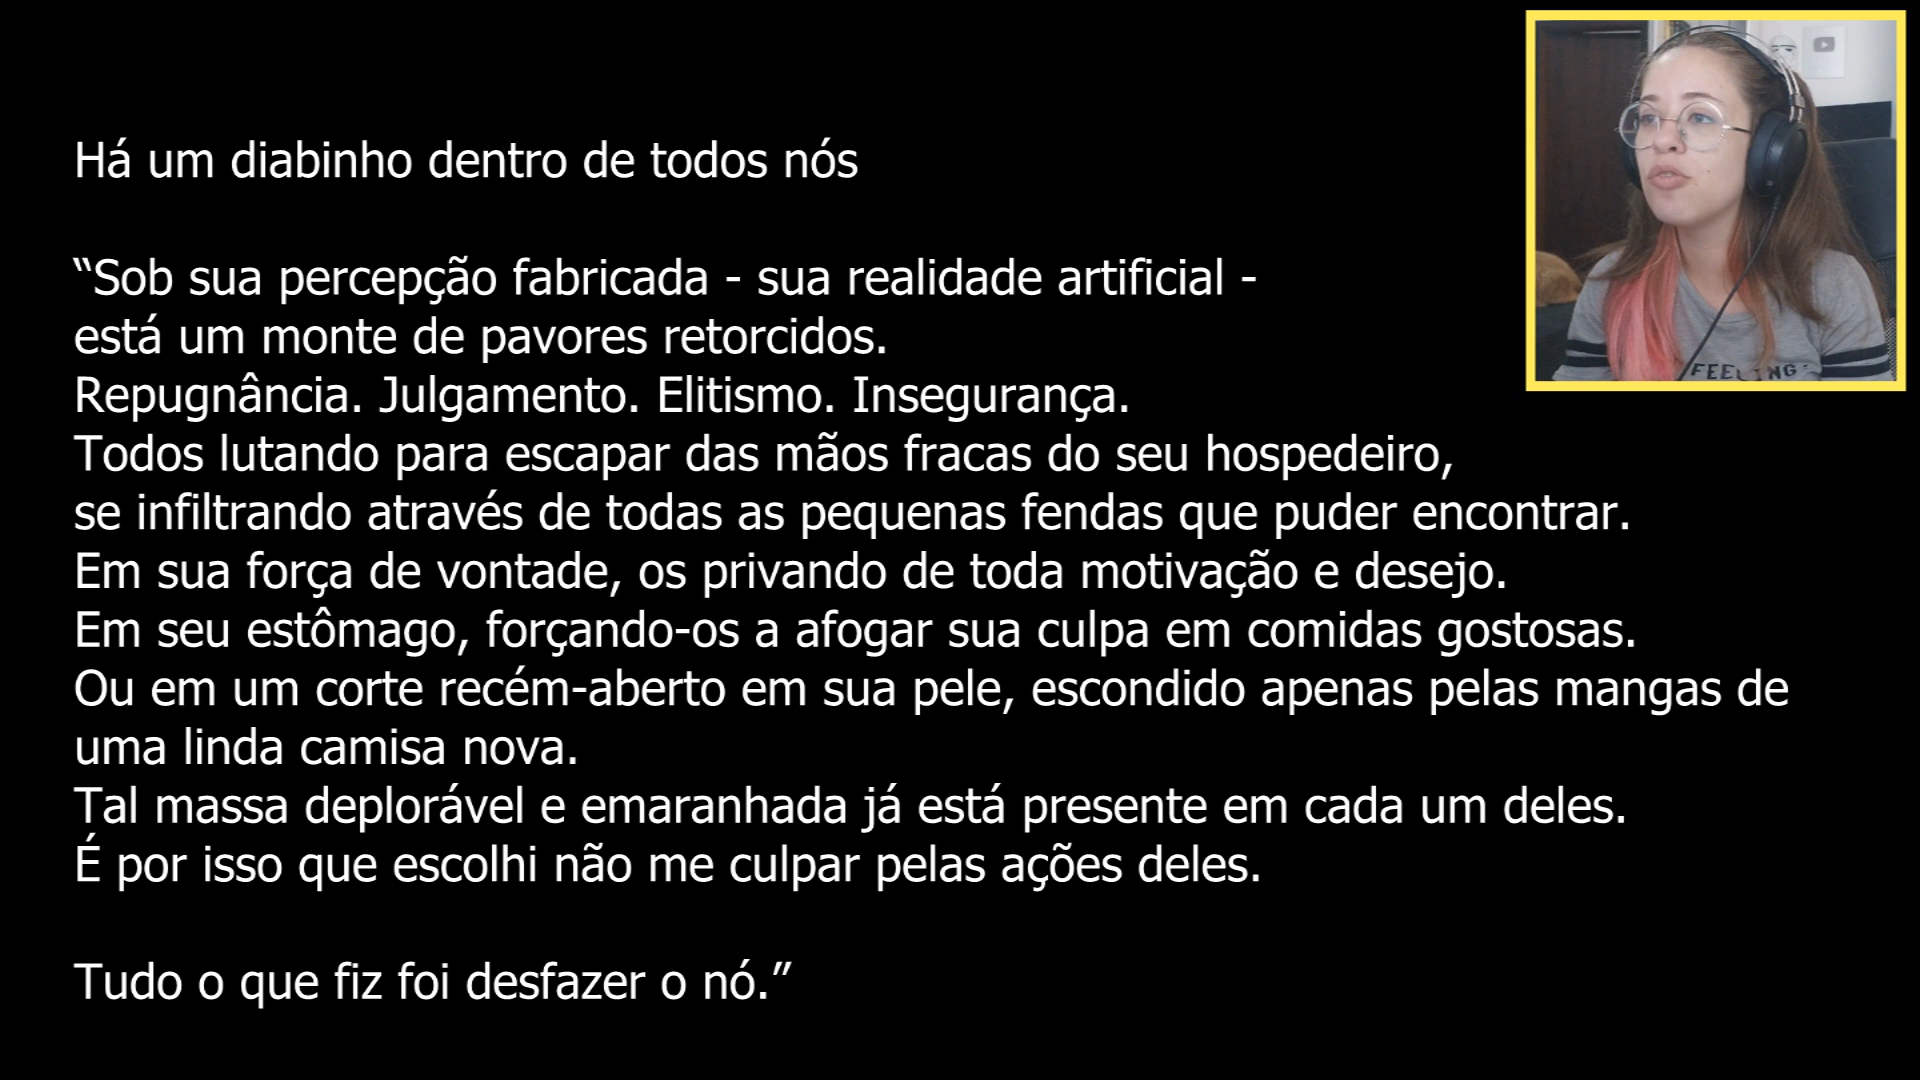 Há um diabinho dentro de todos nós
“Sob sua percepção fabricada - sua realidade artificial -
está um monte de pavores retorcidos.
Repugnância. Julgamento. Elitismo. Insegurança.
Todos lutando para escapar das mãos fracas do seu hospedeiro,
se infiltrando através de todas as pequenas fendas que puder encontrar.
Em sua força de vontade, os privando de toda motivação e desejo.
Em seu estômago, forçando-os a afogar sua culpa em comidas gostosas.
Ou em um corte recém-aberto em sua pele, escondido apenas pelas mangas de
uma linda camisa nova.
Tal massa deplorável e emaranhada já está presente em cada um deles.
É por isso que escolhi não me culpar pelas ações deles.
Tudo o que fiz foi desfazer o nó.”